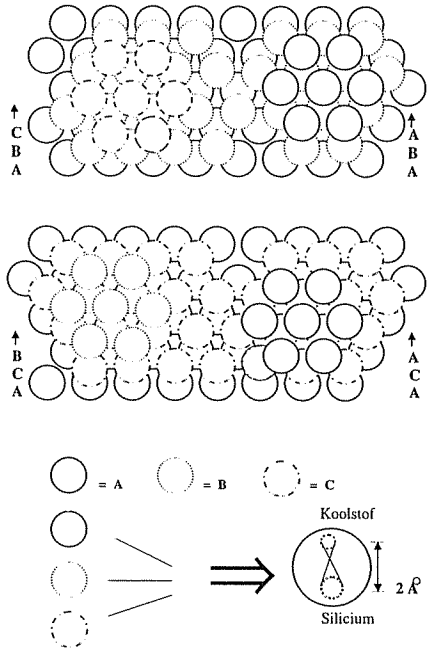 ↑ ↑
C A
B B
A A
↑ ↑
B A
C C
A A
= A = B = C
Koolstof
2 Å
Silicium